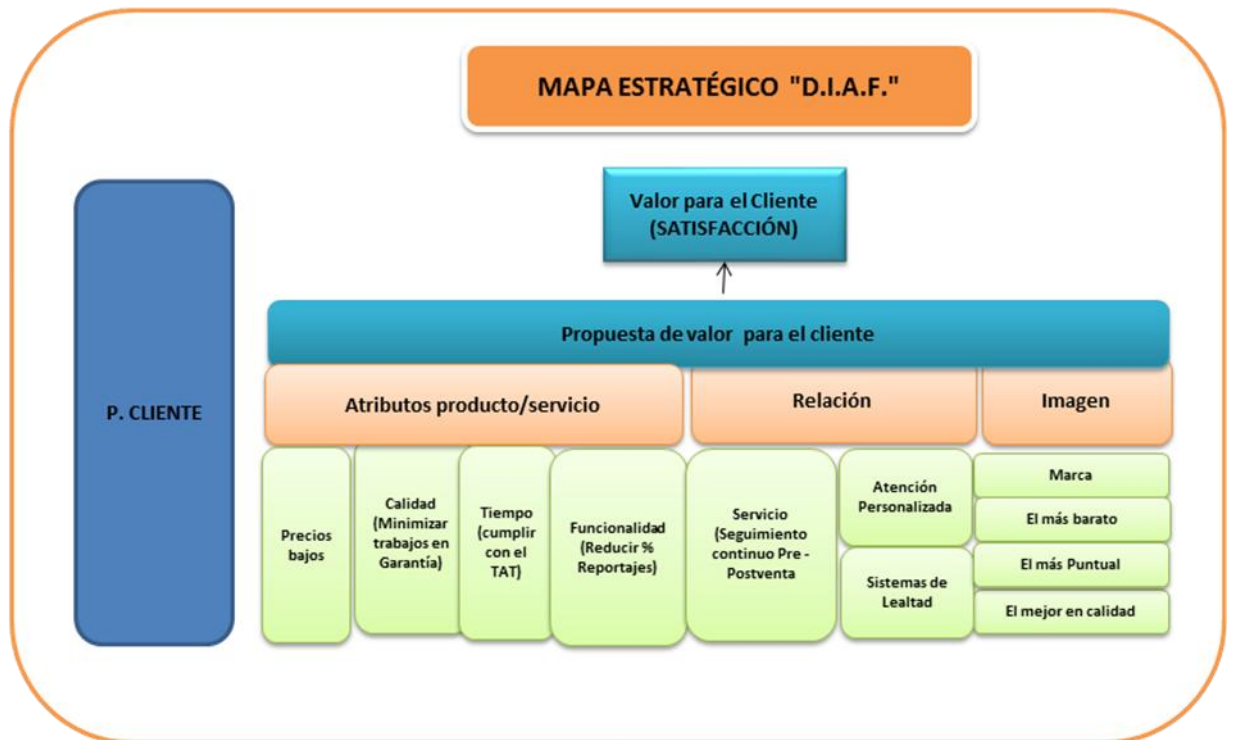 MAPA ESTRATÉGICO "D.I.A.F."
Valor para el Cliente
(SATISFACCIÓN)
P. CLIENTE
Propuesta de valor para el cliente
Atributos producto/servicio
Relación
Imagen
Precios
bajos
Calidad
(Minimizar
trabajos en
Garantía)
Tiempo
(cumplir
con el
TAT)
Funcionalidad
(Reducir %
Reportajes)
Servicio
(Seguimiento
continuo Pre -
Postventa
Atención
Personalizada
Sistemas de
Lealtad
Marca
El más barato
El más Puntual
El mejor en calidad